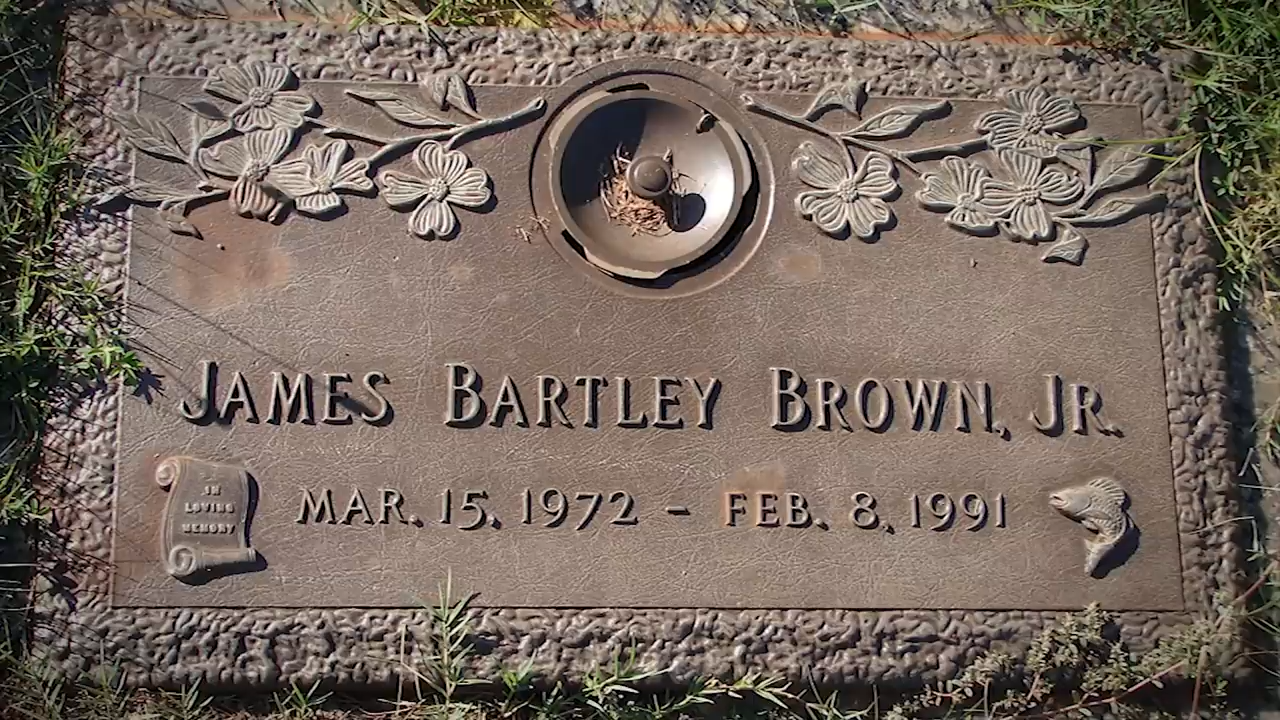 JAMES BARTLEY BROWN, JR.
IN
LOVING
MEMORY
MAR. 15, 1972 - FEB. 8, 1991